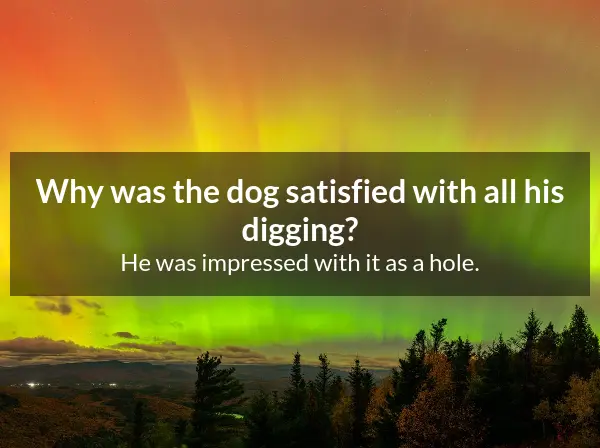 Why was the dog satisfied with all his
digging?
He was impressed with it as a hole.